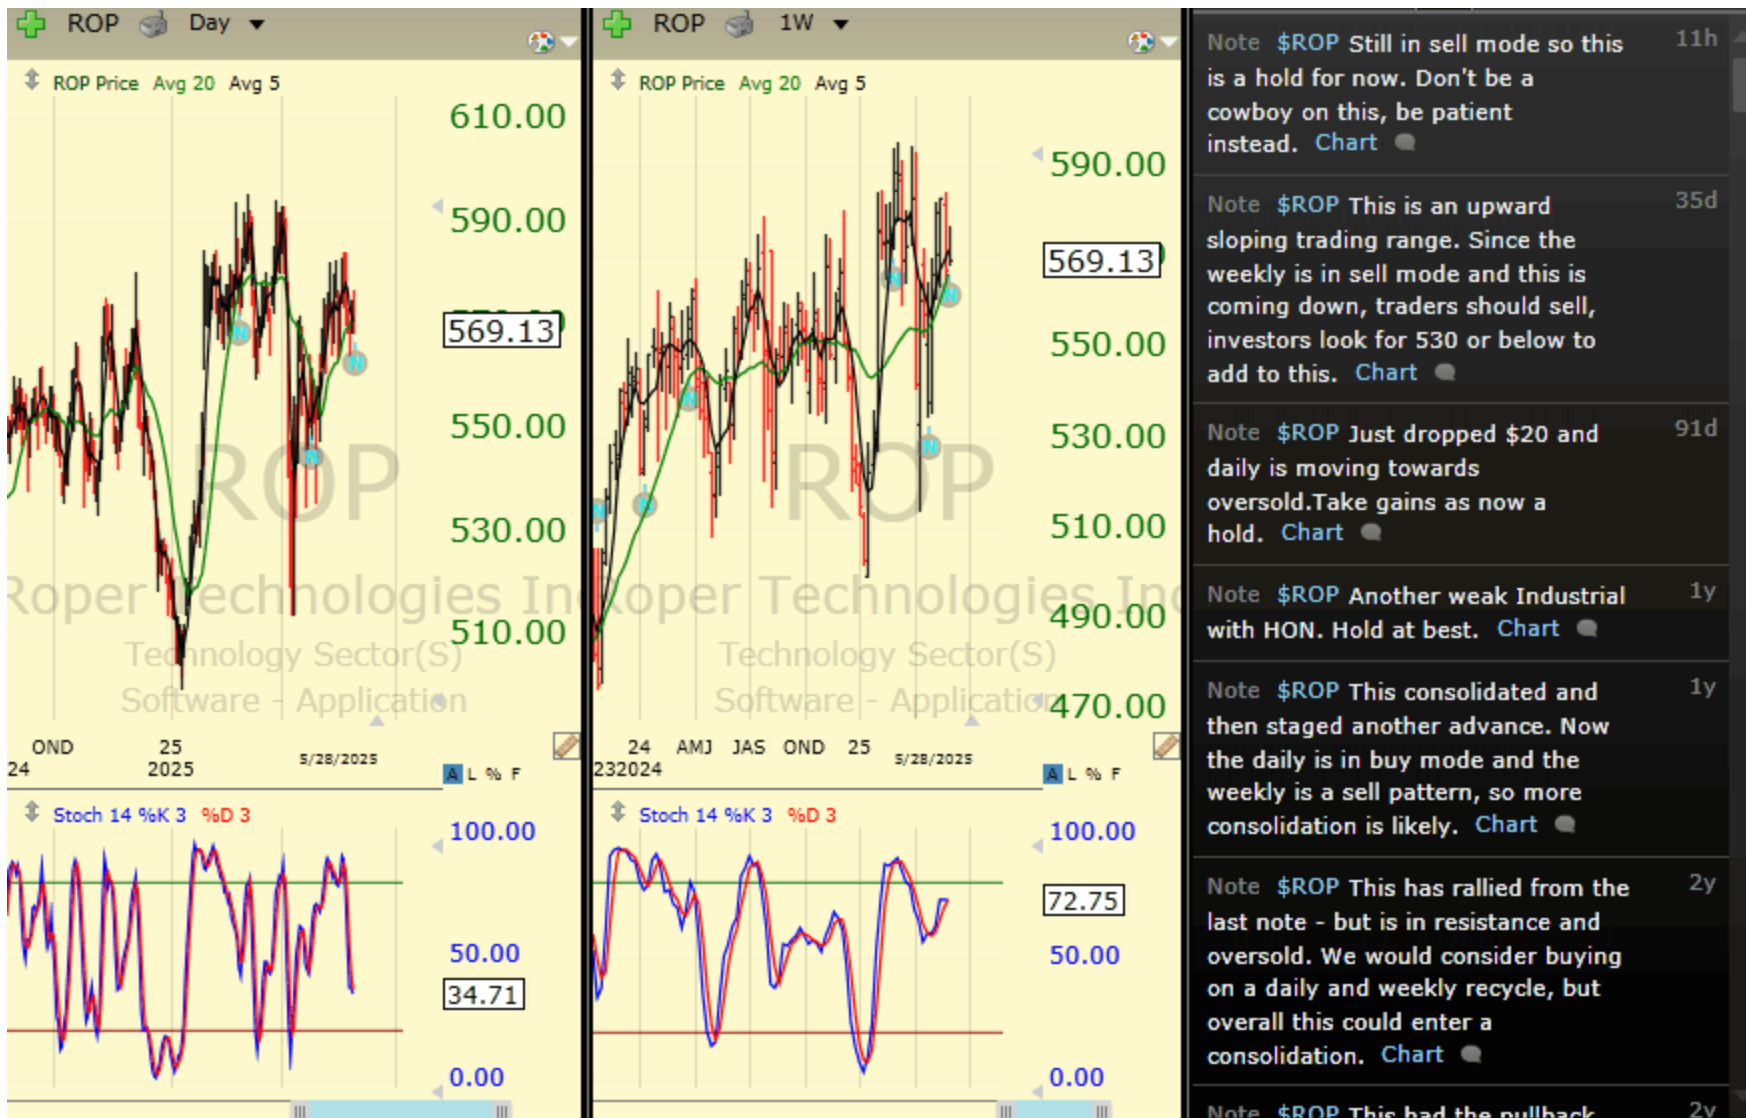 ROP Day
ROP Price Avg 20 Avg 5
610.00
590.00
569.13
550.00
530.00
510.00
ROP
Roper Technologies Inc
Technology Sector(S)
Software - Application
N
N
N
OND 25
24 2025 5/28/2025
A L % F
Stoch 14 %K 3 %D 3
100.00
50.00
34.71
0.00
ROP 1W
ROP Price Avg 20 Avg 5
590.00
569.13
550.00
530.00
510.00
490.00
470.00
ROP
Roper Technologies Inc
Technology Sector(S)
Software - Application
N
N
N
N
N
N
24 AMJ JAS OND 25
232024 5/28/2025
A L % F
Stoch 14 %K 3 %D 3
100.00
72.75
50.00
0.00
Note $ROP Still in sell mode so this 11h
is a hold for now. Don't be a
cowboy on this, be patient
instead. Chart
Note $ROP This is an upward 35d
sloping trading range. Since the
weekly is in sell mode and this is
coming down, traders should sell,
investors look for 530 or below to
add to this. Chart
Note $ROP Just dropped $20 and 91d
daily is moving towards
oversold.Take gains as now a
hold. Chart
Note $ROP Another weak Industrial 1y
with HON. Hold at best. Chart
Note $ROP This consolidated and 1y
then staged another advance. Now
the daily is in buy mode and the
weekly is a sell pattern, so more
consolidation is likely. Chart
Note $ROP This has rallied from the 2y
last note - but is in resistance and
oversold. We would consider buying
on a daily and weekly recycle, but
overall this could enter a
consolidation. Chart
Note $ROP This had the pullback 2y